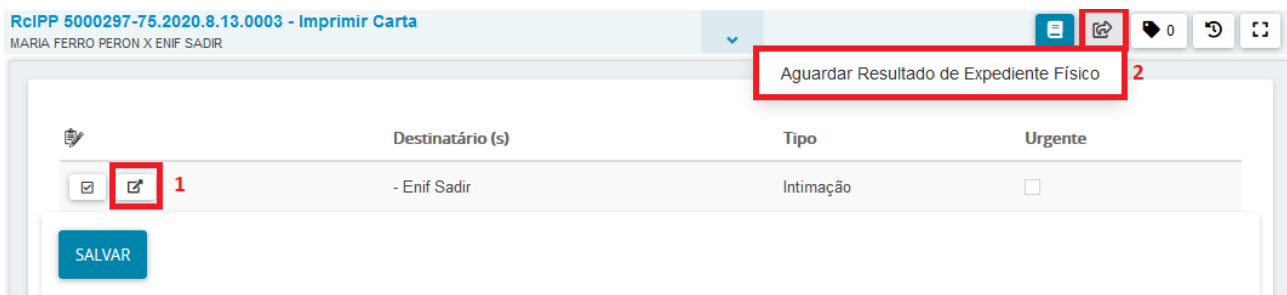 RcIPP 5000297-75.2020.8.13.0003 - Imprimir Carta
MARIA FERRO PERON X ENIF SADIR
0
Aguardar Resultado de Expediente Físico 2
Destinatário (s) Tipo Urgente
1 - Enif Sadir Intimação
SALVAR